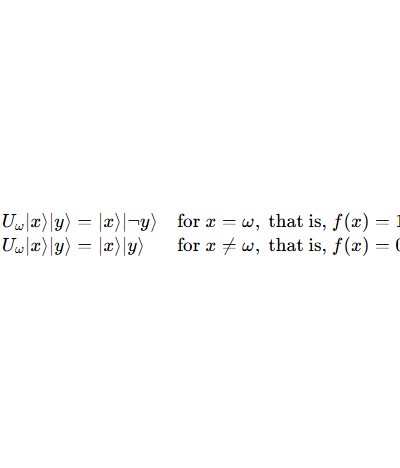 U_ω|x⟩|y⟩ = |x⟩|¬y⟩ for x = ω, that is, f(x) = 1
U_ω|x⟩|y⟩ = |x⟩|y⟩ for x ≠ ω, that is, f(x) = 0